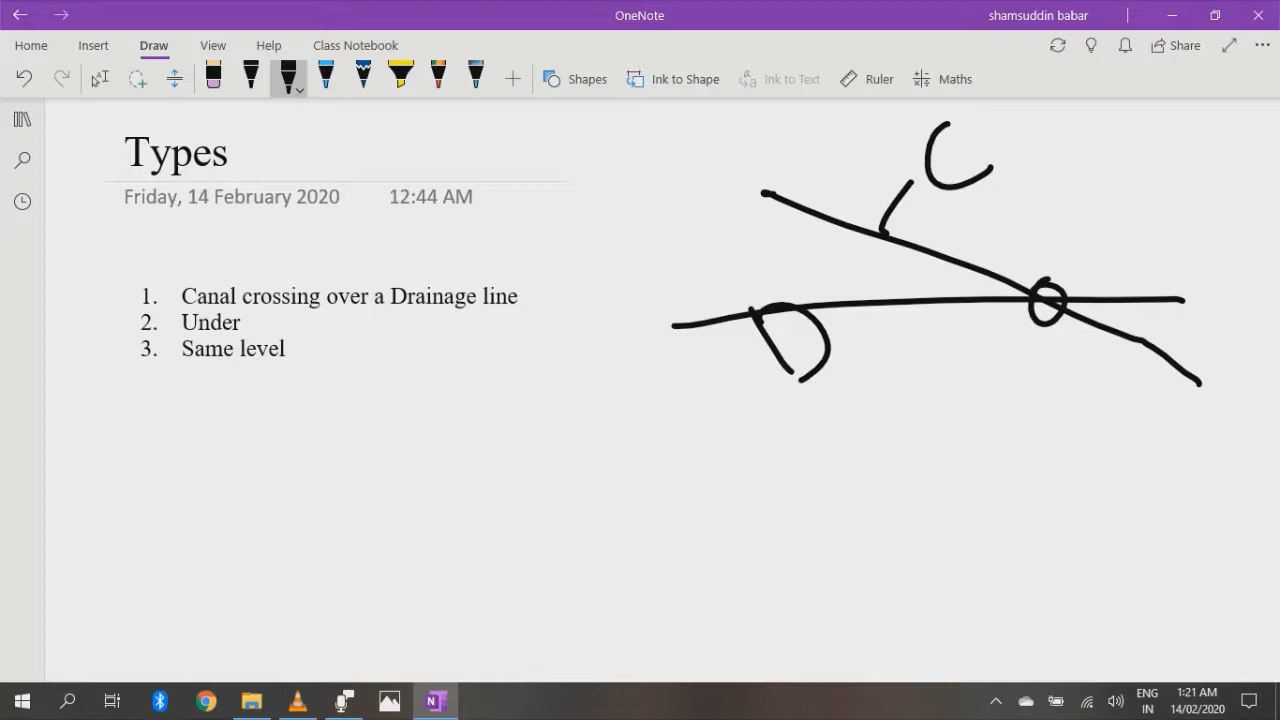 OneNote
shamsuddin babar
Home Insert Draw View Help Class Notebook
Share
Shapes Ink to Shape Ink to Text Ruler Maths
Types
Friday, 14 February 2020 12:44 AM
1. Canal crossing over a Drainage line
2. Under
3. Same level
C
D
ENG 1:21 AM
IN 14/02/2020